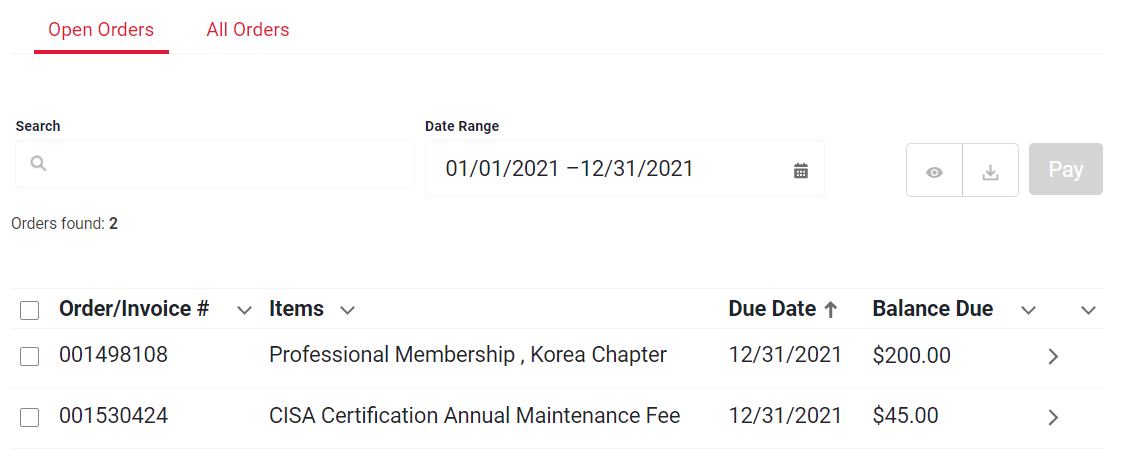 Open Orders All Orders
Search Date Range
01/01/2021 –12/31/2021 Pay
Orders found: 2
Order/Invoice # Items Due Date Balance Due
001498108 Professional Membership , Korea Chapter 12/31/2021 $200.00
001530424 CISA Certification Annual Maintenance Fee 12/31/2021 $45.00